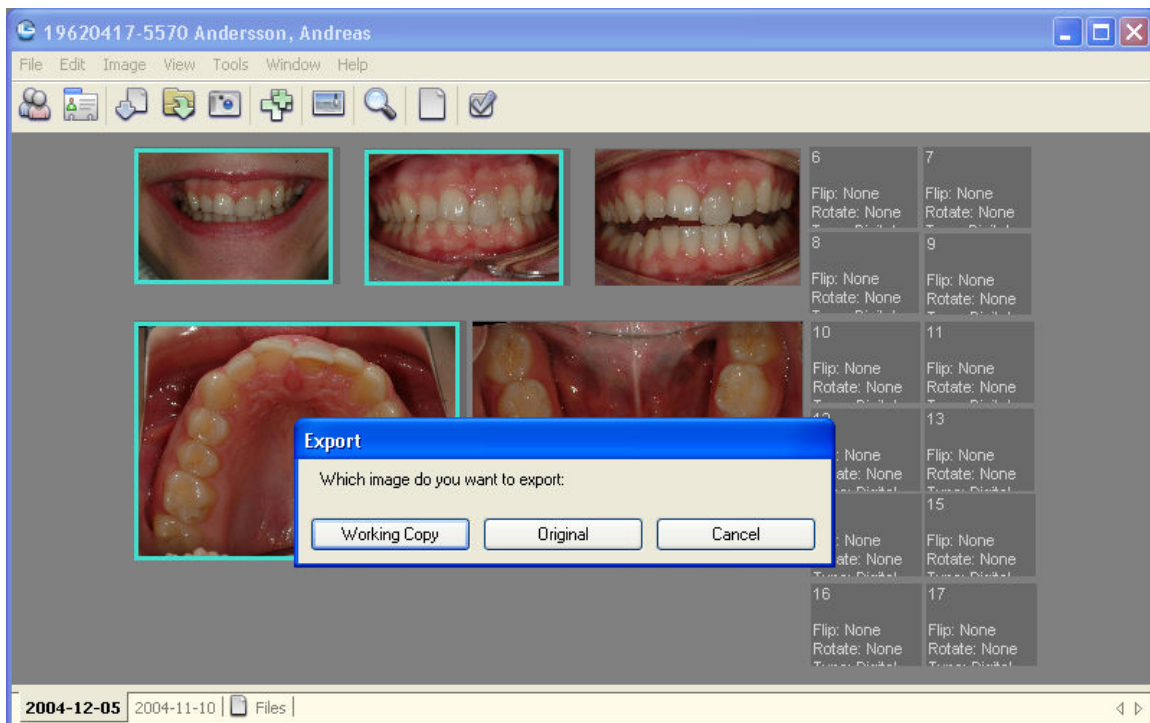 19620417-5570 Andersson, Andreas
File Edit Image View Tools Window Help
6 7
Flip: None Flip: None
Rotate: None Rotate: None
8 9
Flip: None Flip: None
Rotate: None Rotate: None
10 11
Flip: None Flip: None
Rotate: None Rotate: None
13
None Flip: None
None Rotate: None
15
None Flip: None
None Rotate: None
16 17
Flip: None Flip: None
Rotate: None Rotate: None
Export
Which image do you want to export:
Working Copy Original Cancel
2004-12-05 2004-11-10 Files